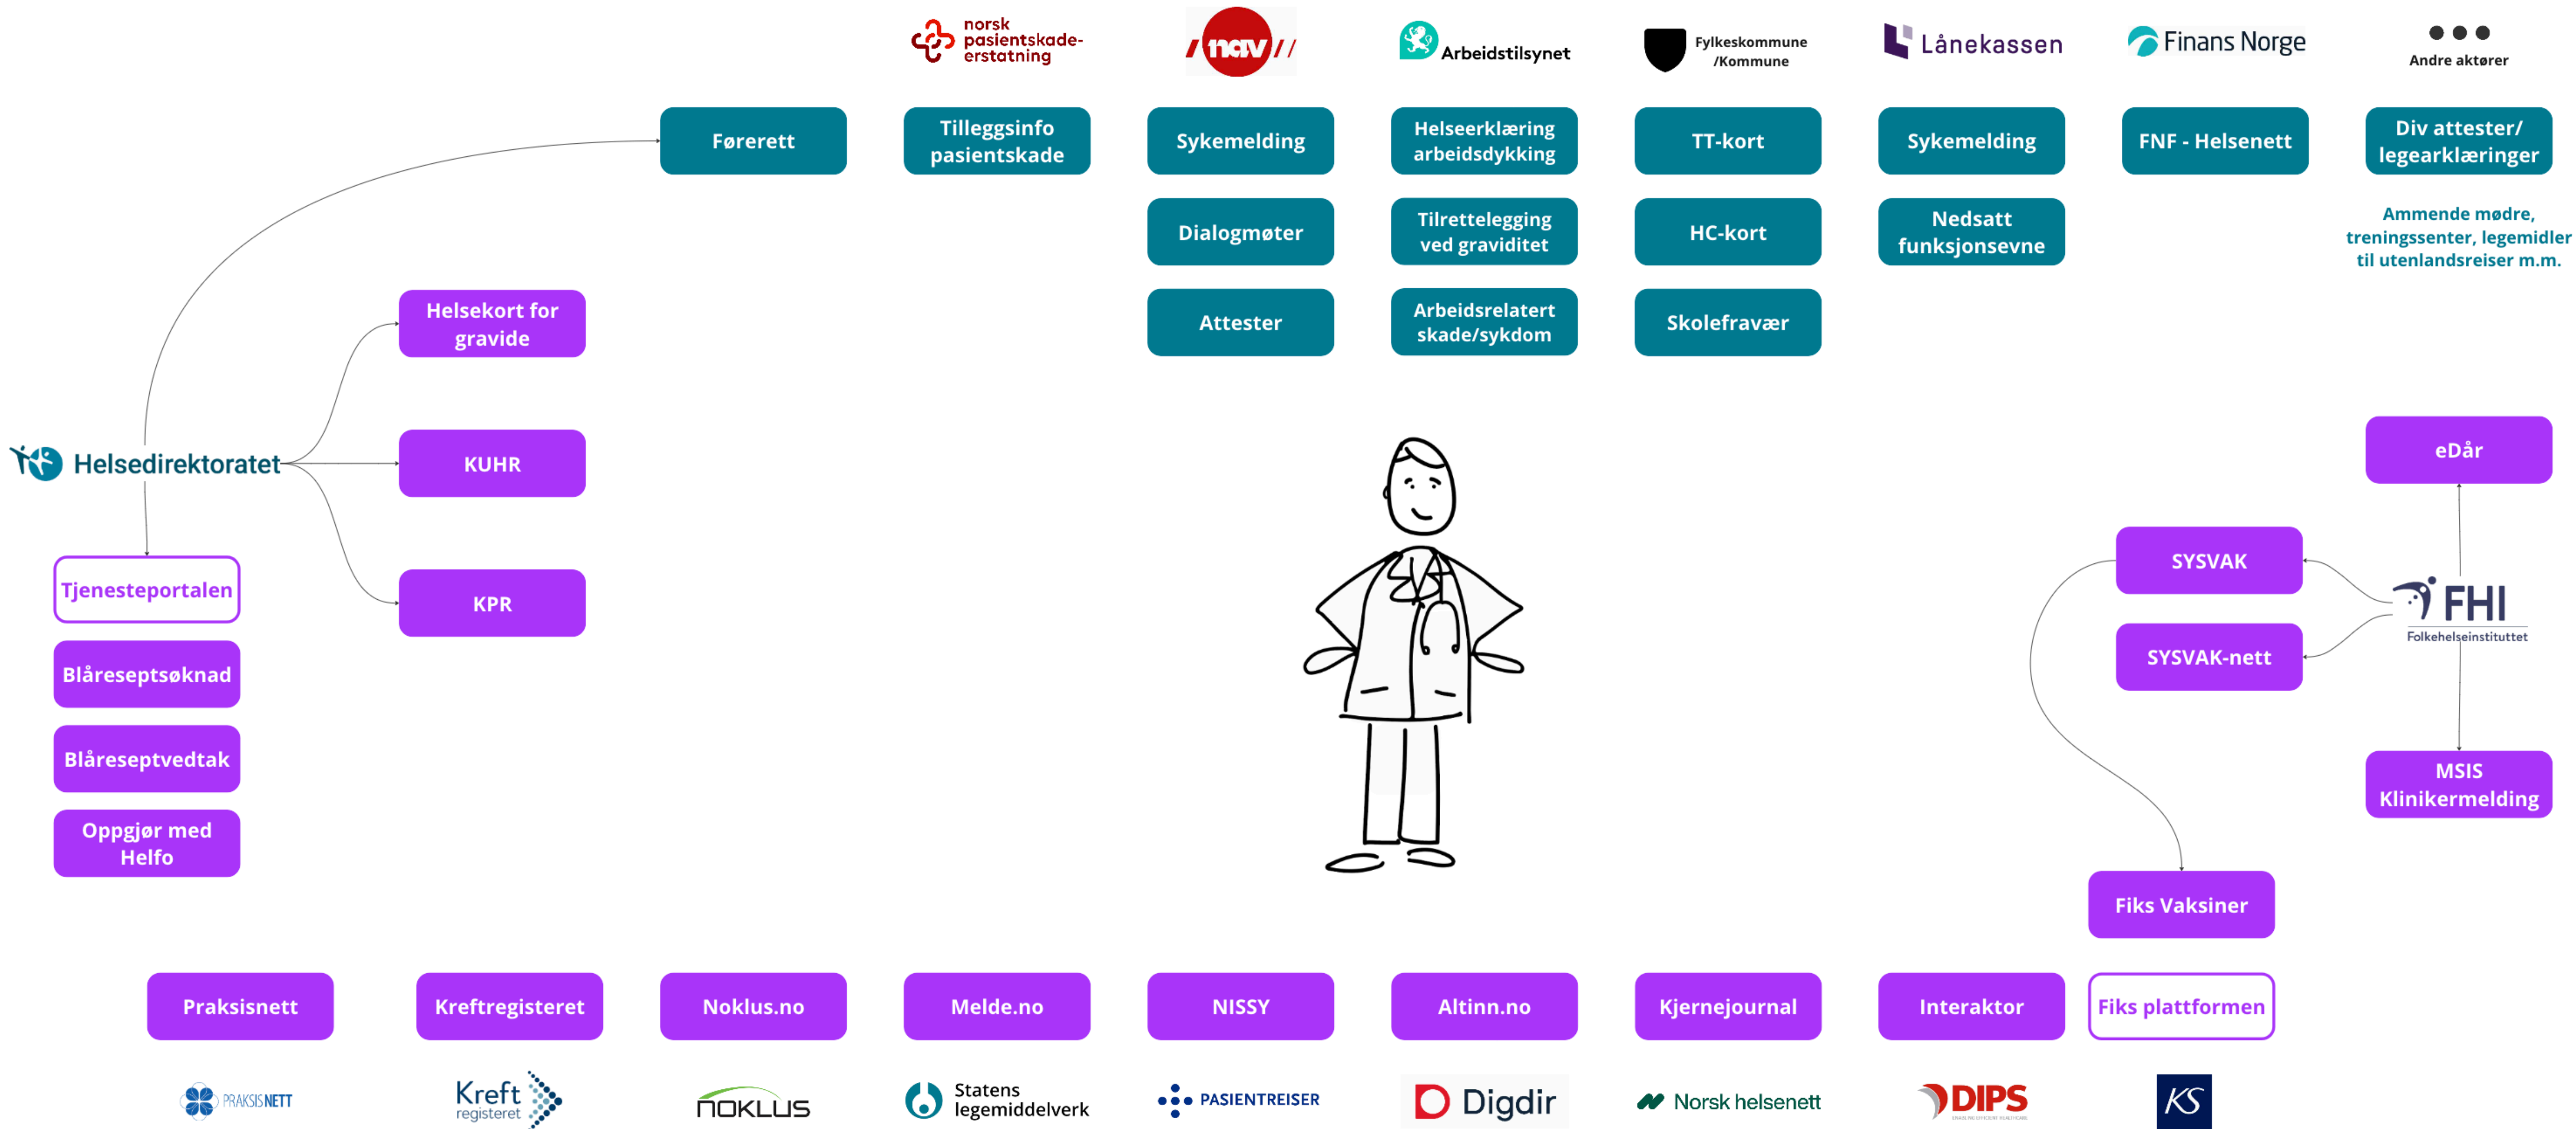 norsk
pasientskade-
erstatning
/ nav //
Arbeidstilsynet
Fylkeskommune
/Kommune
Lånekassen
Finans Norge
Andre aktører
Førerett
Tilleggsinfo
pasientskade
Sykemelding
Helseerklæring
arbeidsdykking
TT-kort
Sykemelding
FNF - Helsenett
Div attester/
legearklæringer
Dialogmøter
Tilrettelegging
ved graviditet
HC-kort
Nedsatt
funksjonsevne
Ammende mødre,
treningssenter, legemidler
til utenlandsreiser m.m.
Helsekort for
gravide
Attester
Arbeidsrelatert
skade/sykdom
Skolefravær
Helsedirektoratet
KUHR
eDår
Tjenesteportalen
KPR
SYSVAK
FHI
Folkehelseinstituttet
Blåreseptsøknad
SYSVAK-nett
Blåreseptvedtak
MSIS
Klinikermelding
Oppgjør med
Helfo
Fiks Vaksiner
Praksisnett
Kreftregisteret
Noklus.no
Melde.no
NISSY
Altinn.no
Kjernejournal
Interaktor
Fiks plattformen
PRAKSISNETT
Kreft
registeret
NOKLUS
Statens
legemiddelverk
PASIENTREISER
Digdir
Norsk helsenett
DIPS
KS